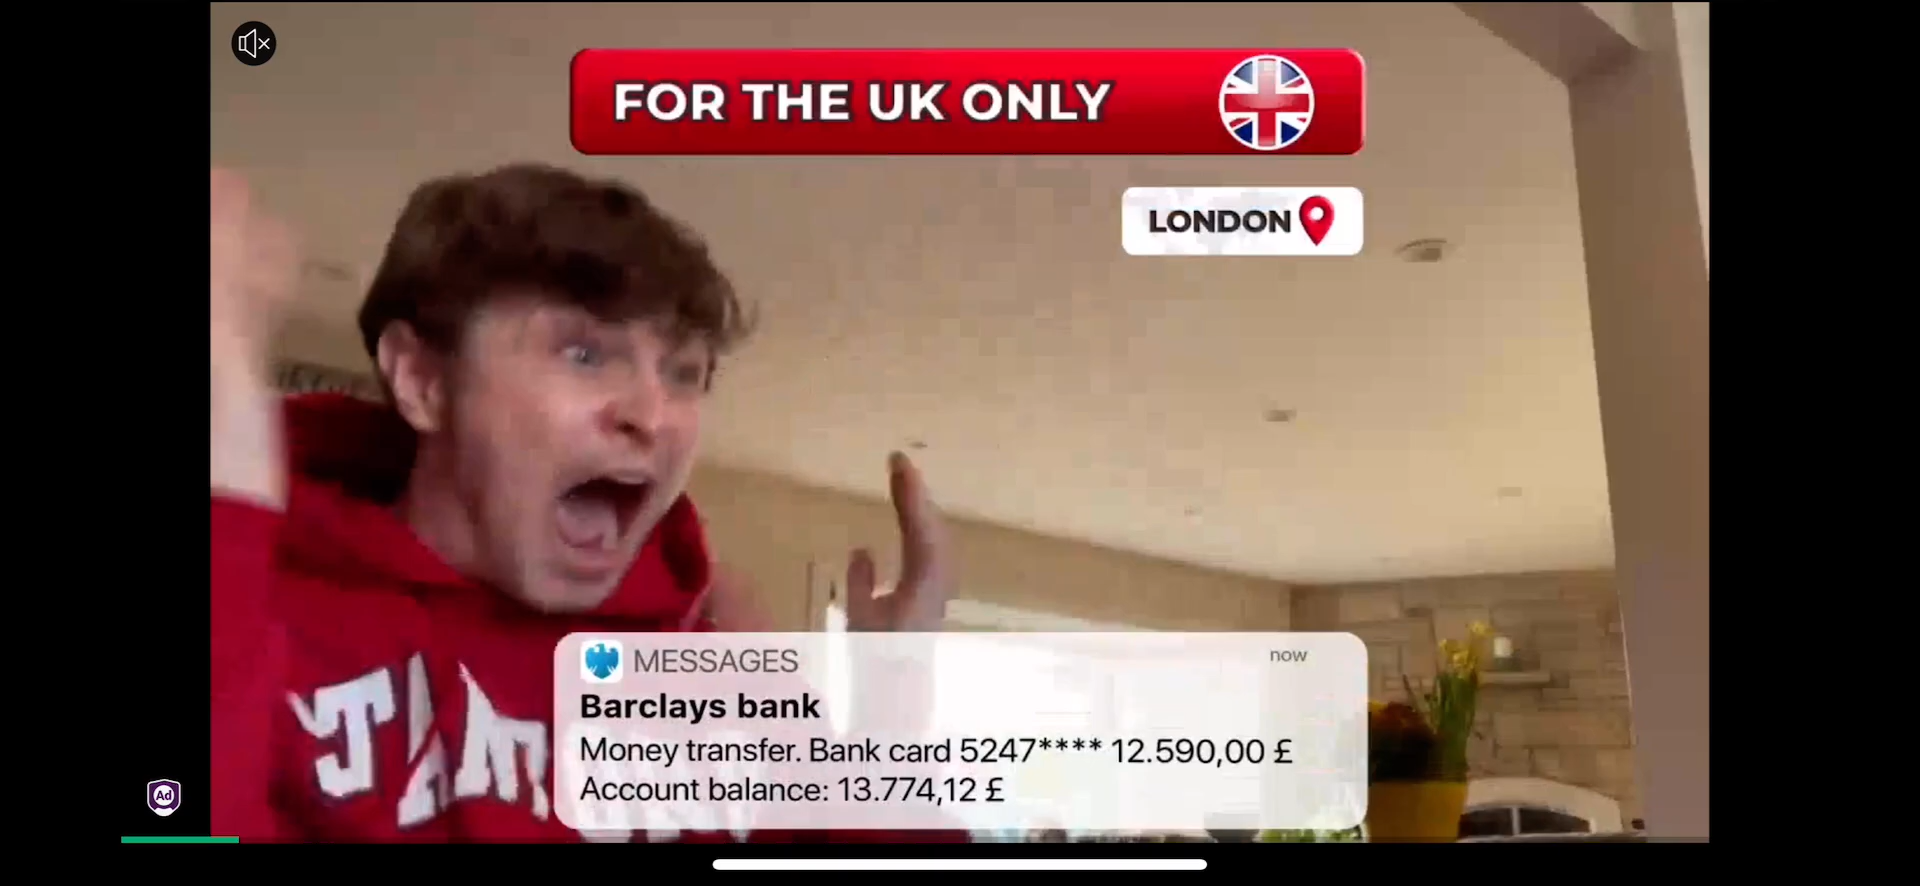 FOR THE UK ONLY
LONDON
MESSAGES now
Barclays bank
Money transfer. Bank card 5247**** 12.590,00 £
Account balance: 13.774,12 £
Ad